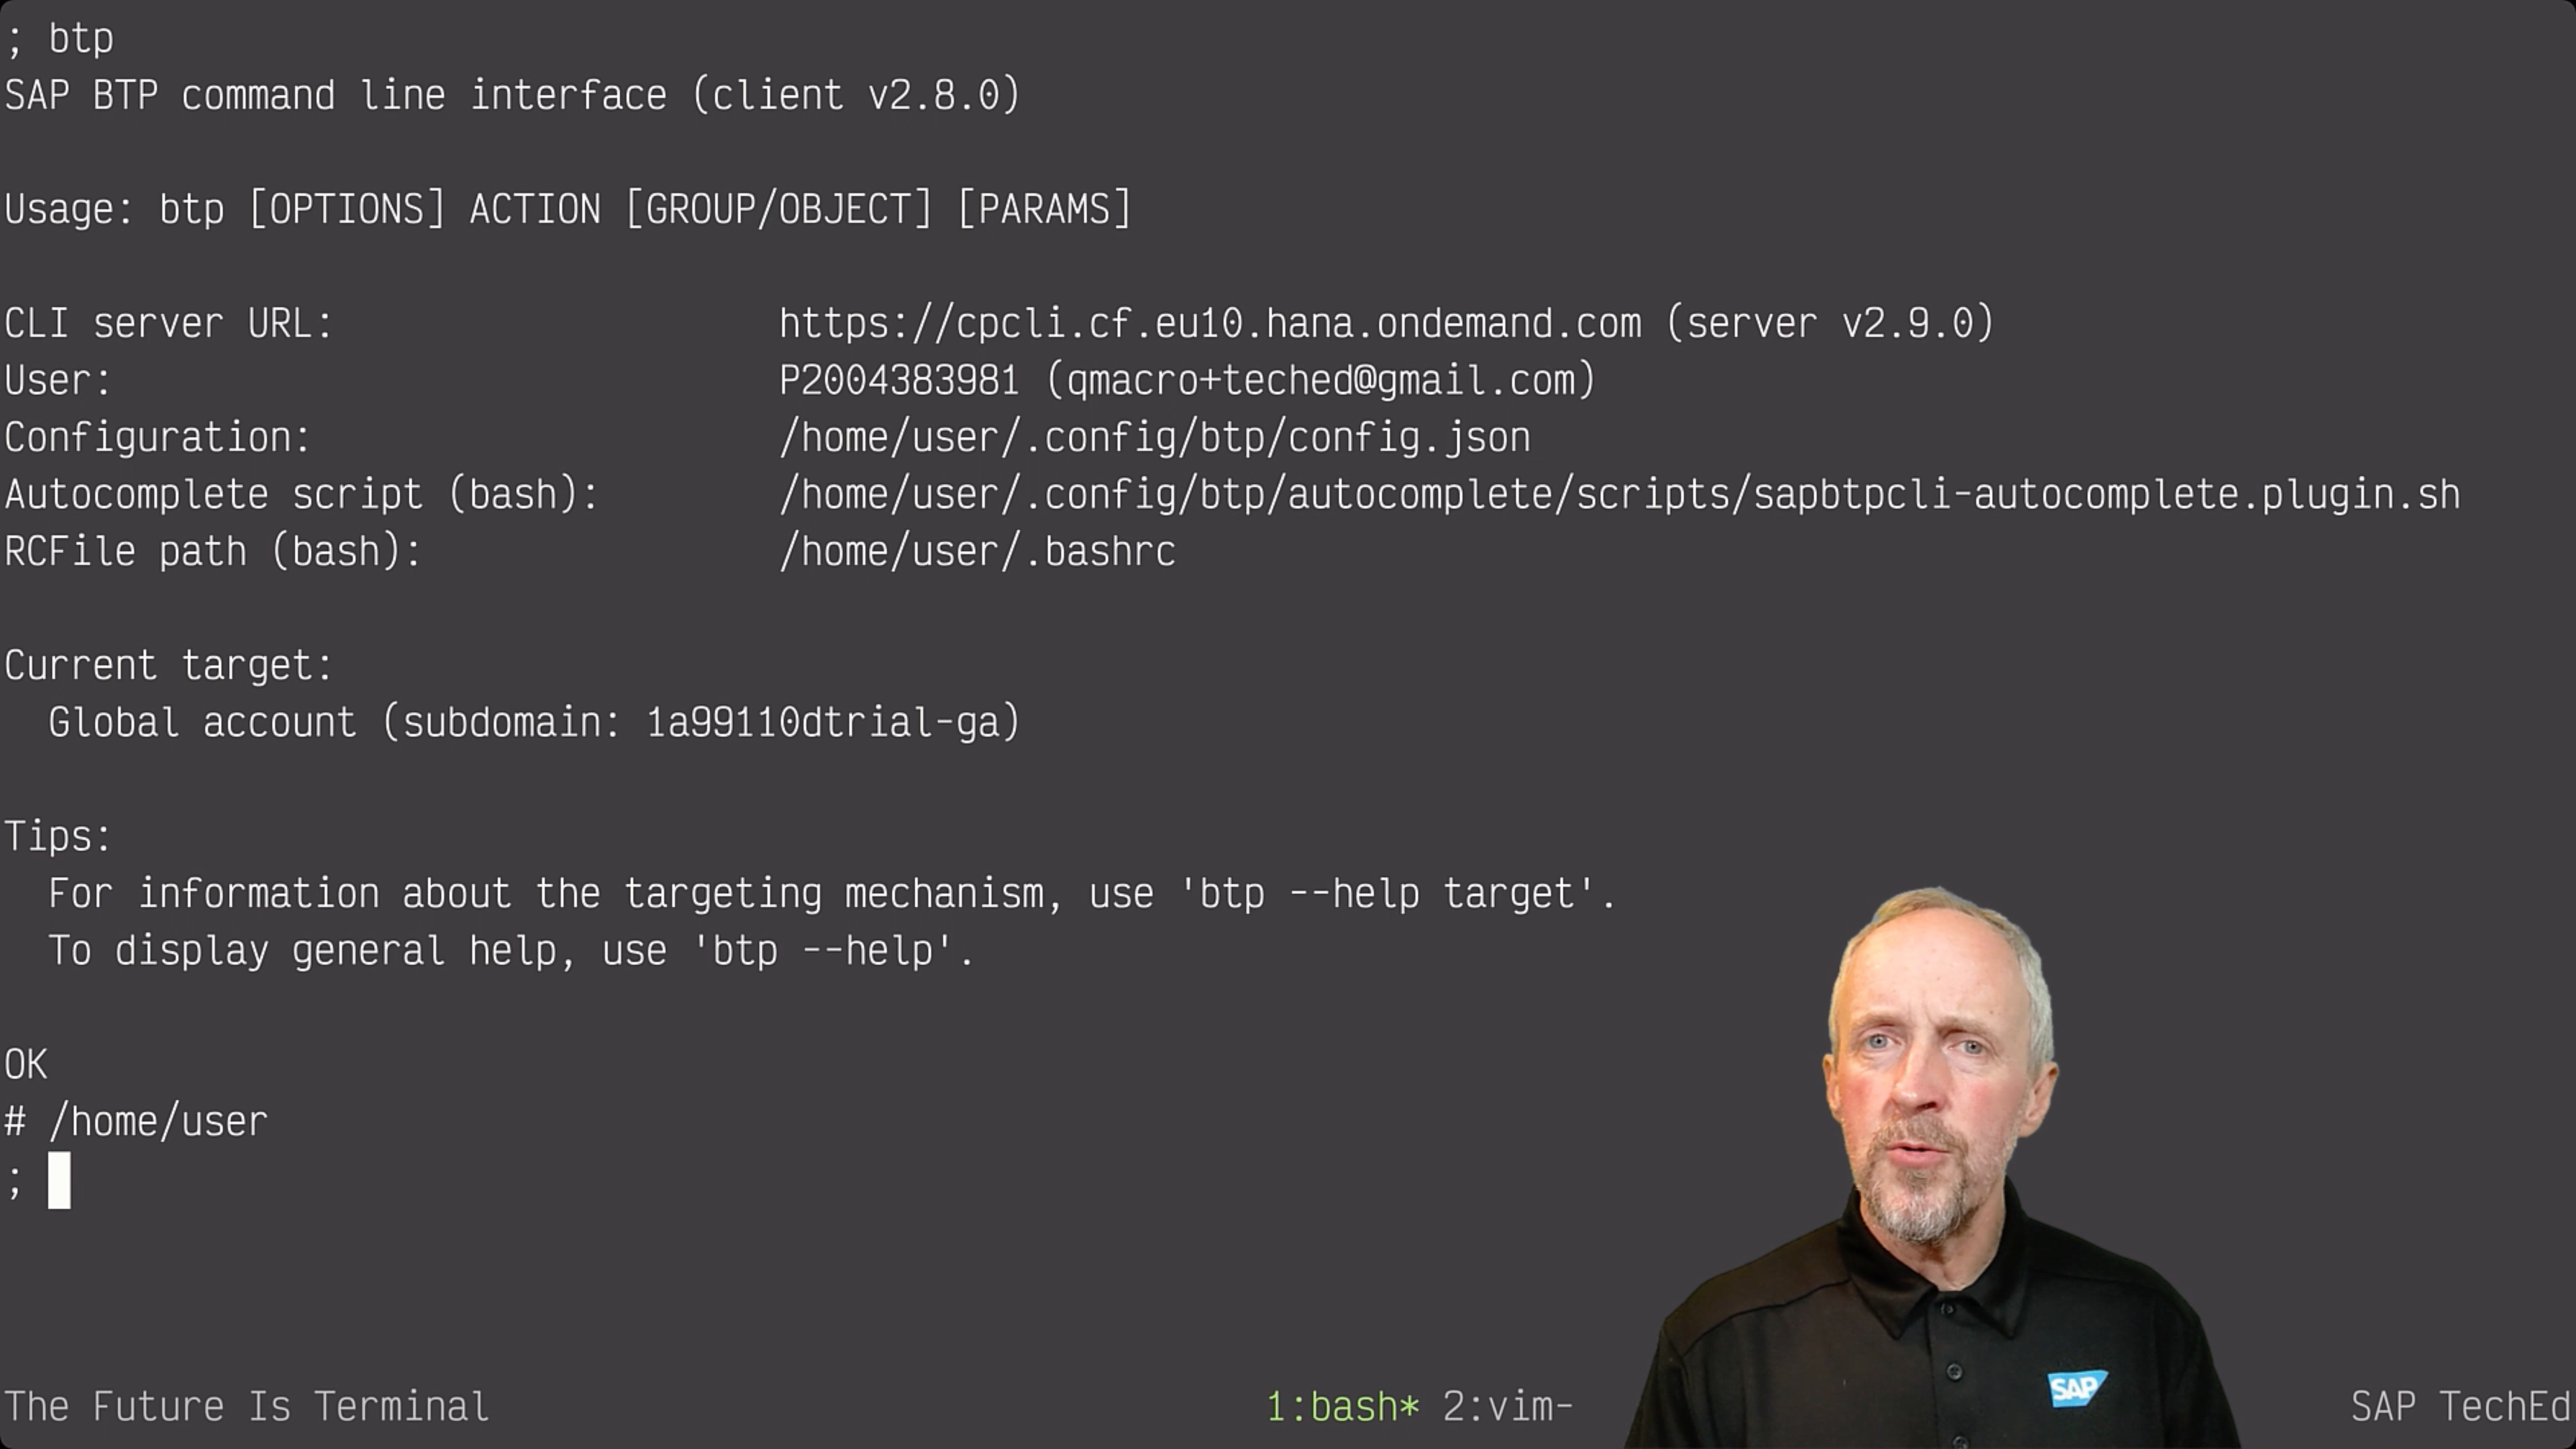 ; btp
SAP BTP command line interface (client v2.8.0)
Usage: btp [OPTIONS] ACTION [GROUP/OBJECT] [PARAMS]
CLI server URL: https://cpcli.cf.eu10.hana.ondemand.com (server v2.9.0)
User: P2004383981 (qmacro+teched@gmail.com)
Configuration: /home/user/.config/btp/config.json
Autocomplete script (bash): /home/user/.config/btp/autocomplete/scripts/sapbtpcli-autocomplete.plugin.sh
RCFile path (bash): /home/user/.bashrc
Current target:
Global account (subdomain: 1a99110dtrial-ga)
Tips:
For information about the targeting mechanism, use 'btp --help target'.
To display general help, use 'btp --help'.
OK
# /home/user
;
SAP
The Future Is Terminal 1:bash* 2:vim- SAP TechEd